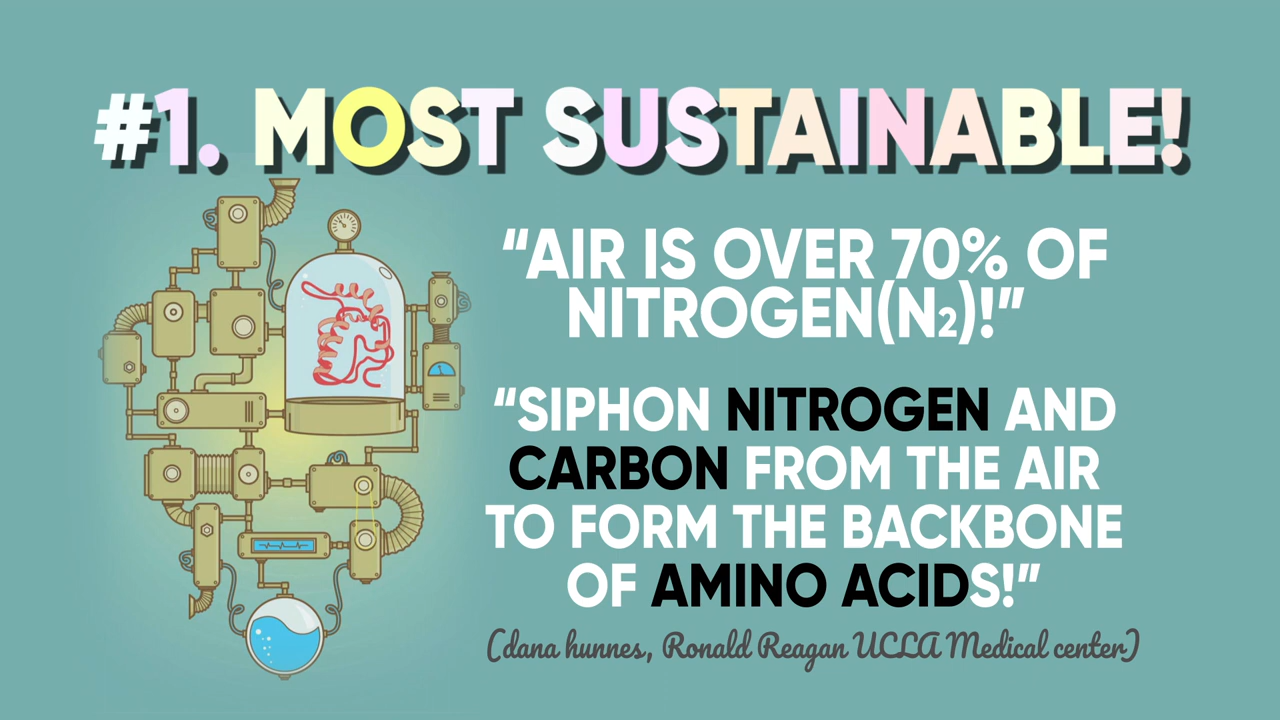 #1. MOST SUSTAINABLE!
“AIR IS OVER 70% OF
NITROGEN(N₂)!”
“SIPHON NITROGEN AND
CARBON FROM THE AIR
TO FORM THE BACKBONE
OF AMINO ACIDS!”
(dana hunnes, Ronald Reagan UCLA Medical center)